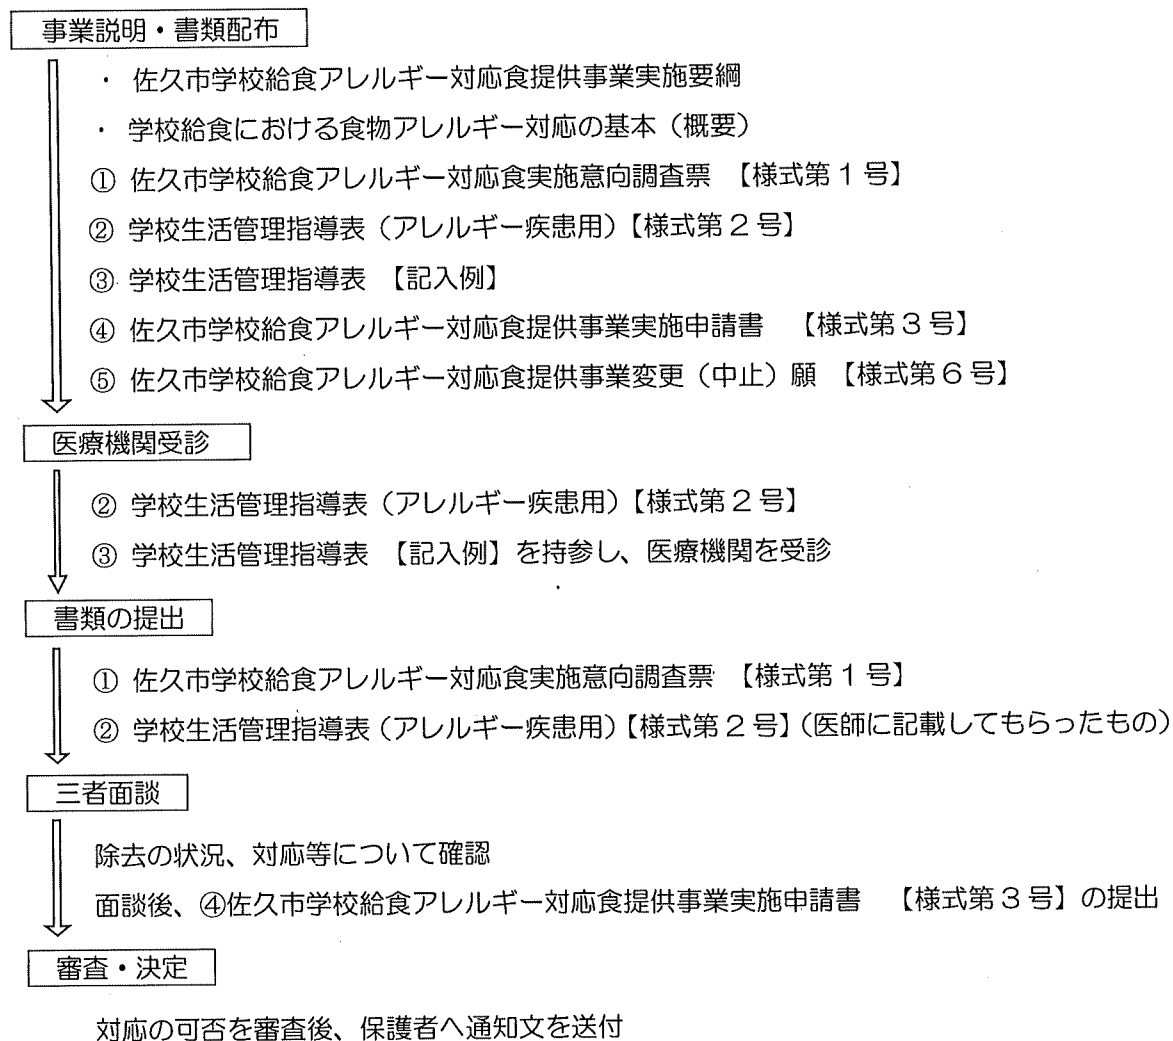 事業説明・書類配布
・ 佐久市学校給食アレルギー対応食提供事業実施要綱
・ 学校給食における食物アレルギー対応の基本（概要）
① 佐久市学校給食アレルギー対応食実施意向調査票 【様式第１号】
② 学校生活管理指導表（アレルギー疾患用）【様式第２号】
③ 学校生活管理指導表 【記入例】
④ 佐久市学校給食アレルギー対応食提供事業実施申請書 【様式第３号】
⑤ 佐久市学校給食アレルギー対応食提供事業変更（中止）願 【様式第６号】
医療機関受診
② 学校生活管理指導表（アレルギー疾患用）【様式第２号】
③ 学校生活管理指導表 【記入例】を持参し、医療機関を受診
書類の提出
① 佐久市学校給食アレルギー対応食実施意向調査票 【様式第１号】
② 学校生活管理指導表（アレルギー疾患用）【様式第２号】（医師に記載してもらったもの）
三者面談
除去の状況、対応等について確認
面談後、④佐久市学校給食アレルギー対応食提供事業実施申請書 【様式第３号】の提出
審査・決定
対応の可否を審査後、保護者へ通知文を送付